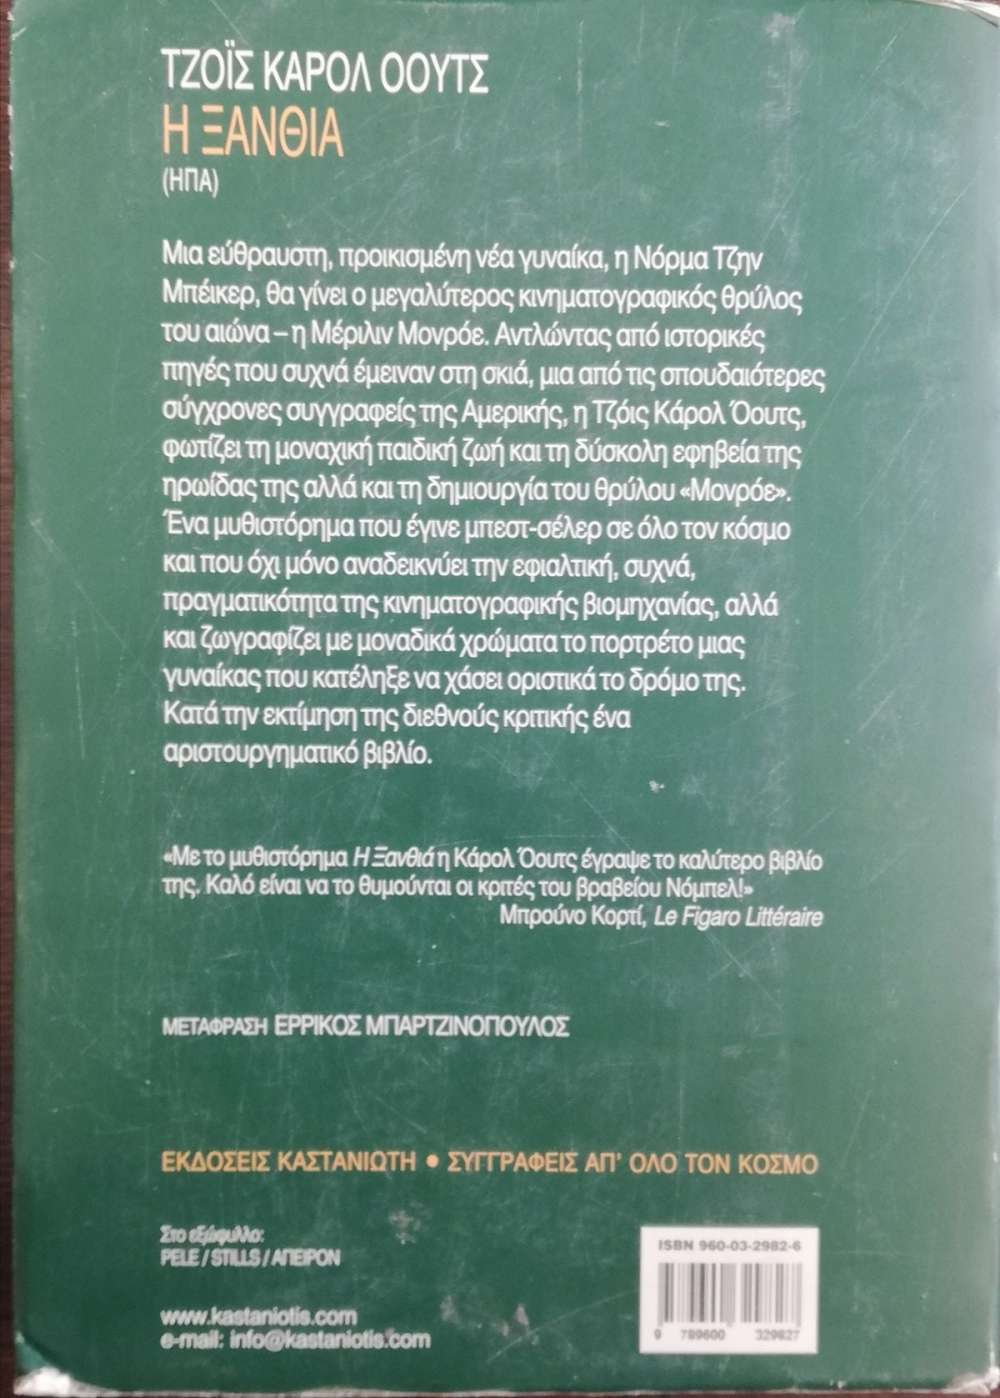 ΤΖΟΪΣ ΚΑΡΟΛ ΟΟΥΤΣ
Η ΞΑΝΘΙΑ
(ΗΠΑ)
Μια εύθραυστη, προικισμένη νέα γυναίκα, η Νόρμα Τζην
Μπέικερ, θα γίνει ο μεγαλύτερος κινηματογραφικός θρύλος
του αιώνα – η Μέριλιν Μονρόε. Αντλώντας από ιστορικές
πηγές που συχνά έμειναν στη σκιά, μια από τις σπουδαιότερες
σύγχρονες συγγραφείς της Αμερικής, η Τζόις Κάρολ Όουτς,
φωτίζει τη μοναχική παιδική ζωή και τη δύσκολη εφηβεία της
ηρωίδας της αλλά και τη δημιουργία του θρύλου «Μονρόε».
Ένα μυθιστόρημα που έγινε μπεστ-σέλερ σε όλο τον κόσμο
και που όχι μόνο αναδεικνύει την εφιαλτική, συχνά,
πραγματικότητα της κινηματογραφικής βιομηχανίας, αλλά
και ζωγραφίζει με μοναδικά χρώματα το πορτρέτο μιας
γυναίκας που κατέληξε να χάσει οριστικά το δρόμο της.
Κατά την εκτίμηση της διεθνούς κριτικής ένα
αριστουργηματικό βιβλίο.
«Με το μυθιστόρημα Η Ξανθιά η Κάρολ Όουτς έγραψε το καλύτερο βιβλίο
της. Καλό είναι να το θυμούνται οι κριτές του βραβείου Νόμπελ!»
Μπρούνο Κορτί, Le Figaro Littéraire
ΜΕΤΑΦΡΑΣΗ ΕΡΡΙΚΟΣ ΜΠΑΡΤΖΙΝΟΠΟΥΛΟΣ
ΕΚΔΟΣΕΙΣ ΚΑΣΤΑΝΙΩΤΗ • ΣΥΓΓΡΑΦΕΙΣ ΑΠ' ΟΛΟ ΤΟΝ ΚΟΣΜΟ
Στο εξώφυλλο:
PELE / STILLS / ΑΠΕΙΡΟΝ
www.kastaniotis.com
e-mail: info@kastaniotis.com
ISBN 960-03-2982-6
9 789600 329827